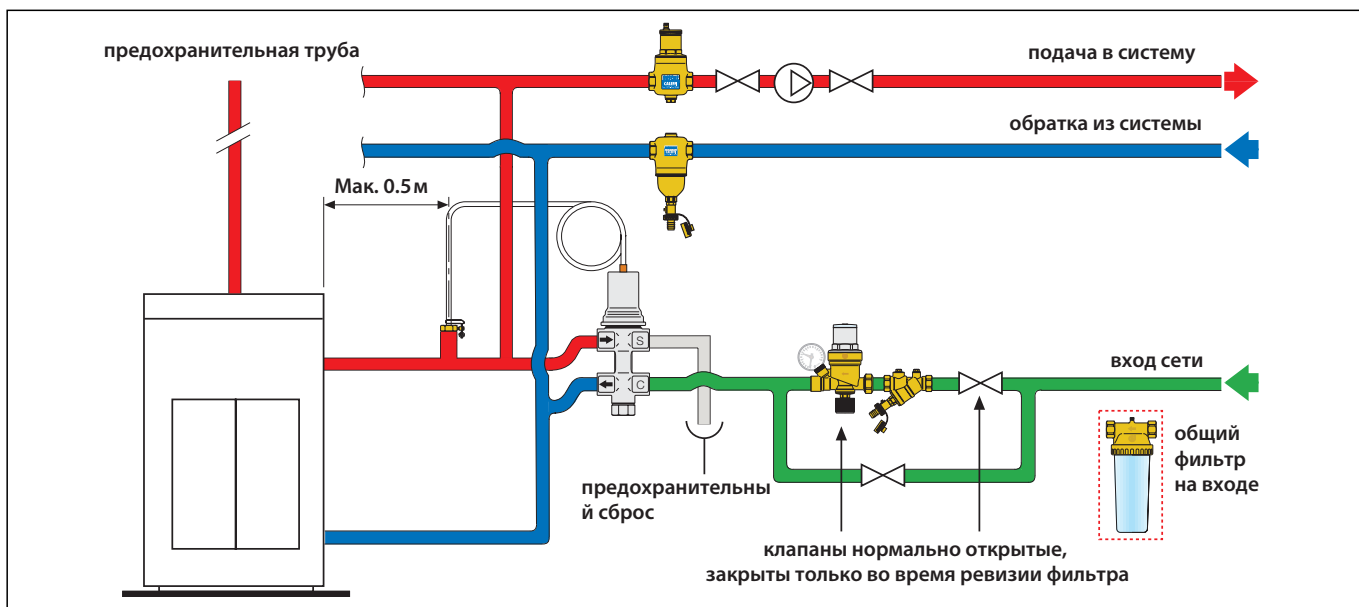 предохранительная труба
подача в систему
обратка из системы
Мак. 0.5 м
S
C
вход сети
общий
фильтр
на входе
предохранительны
й сброс
клапаны нормально открытые,
закрыты только во время ревизии фильтра